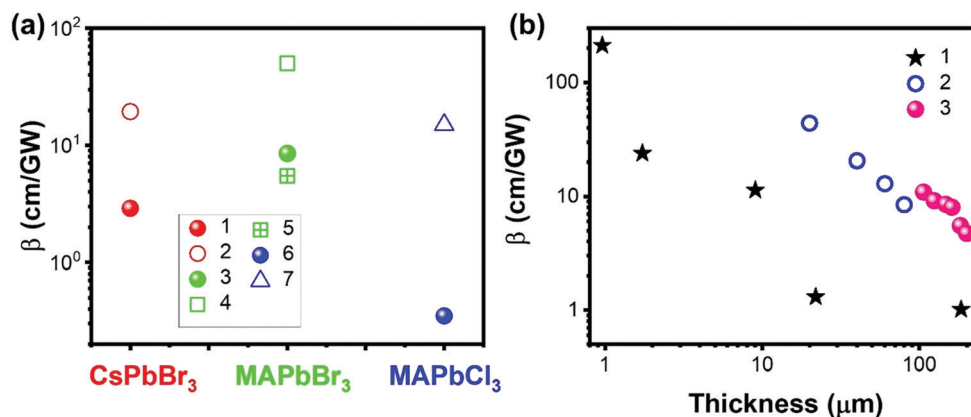 (a)
β (cm/GW)
10²
10¹
10⁰
1
2
3
4
5
6
7
CsPbBr₃
MAPbBr₃
MAPbCl₃
(b)
β (cm/GW)
100
10
1
1
2
3
1
10
100
Thickness (μm)